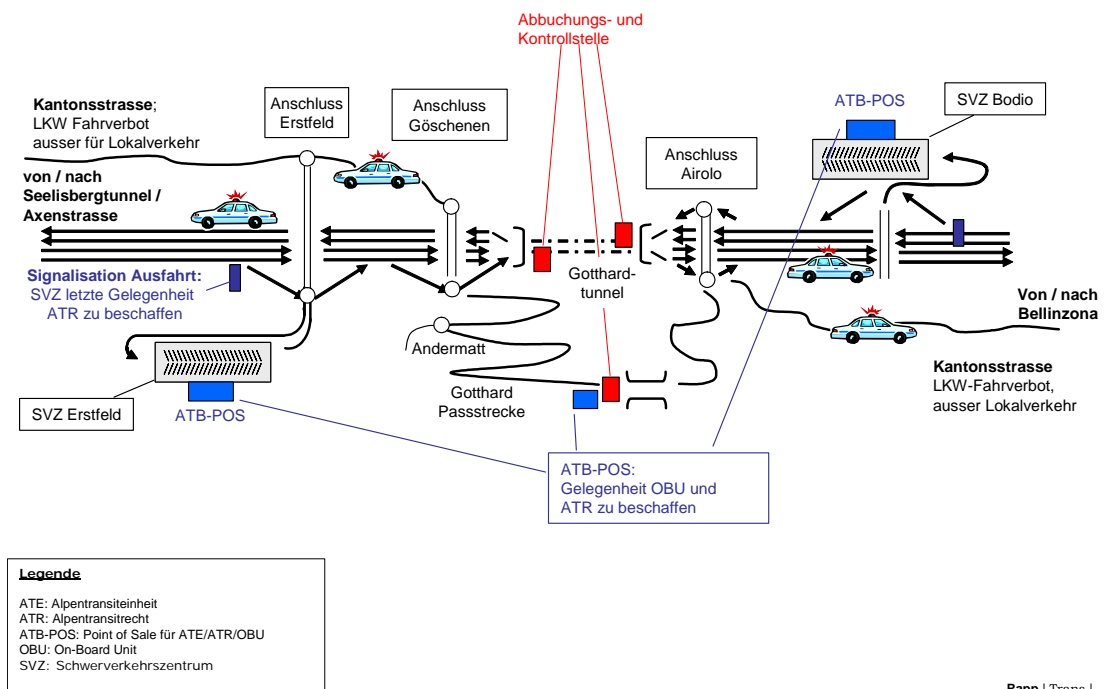 Abbuchungs- und
Kontrollstelle
Kantonsstrasse;
LKW Fahrverbot
ausser für Lokalverkehr
Anschluss
Erstfeld
Anschluss
Göschenen
ATB-POS
SVZ Bodio
Anschluss
Airolo
von / nach
Seelisbergtunnel /
Axenstrasse
Signalisation Ausfahrt:
SVZ letzte Gelegenheit
ATR zu beschaffen
Gotthard-
tunnel
Von / nach
Bellinzona
Andermatt
Kantonsstrasse
LKW-Fahrverbot,
ausser Lokalverkehr
Gotthard
Passstrecke
SVZ Erstfeld
ATB-POS
ATB-POS:
Gelegenheit OBU und
ATR zu beschaffen
Legende
ATE: Alpentransiteinheit
ATR: Alpentransitrecht
ATB-POS: Point of Sale für ATE/ATR/OBU
OBU: On-Board Unit
SVZ: Schwerverkehrszentrum
Rapp | Trans |